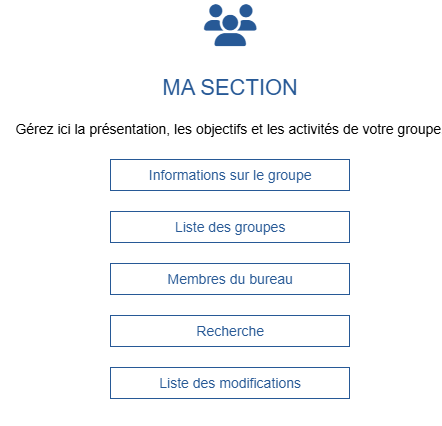 MA SECTION
Gérez ici la présentation, les objectifs et les activités de votre groupe
Informations sur le groupe
Liste des groupes
Membres du bureau
Recherche
Liste des modifications